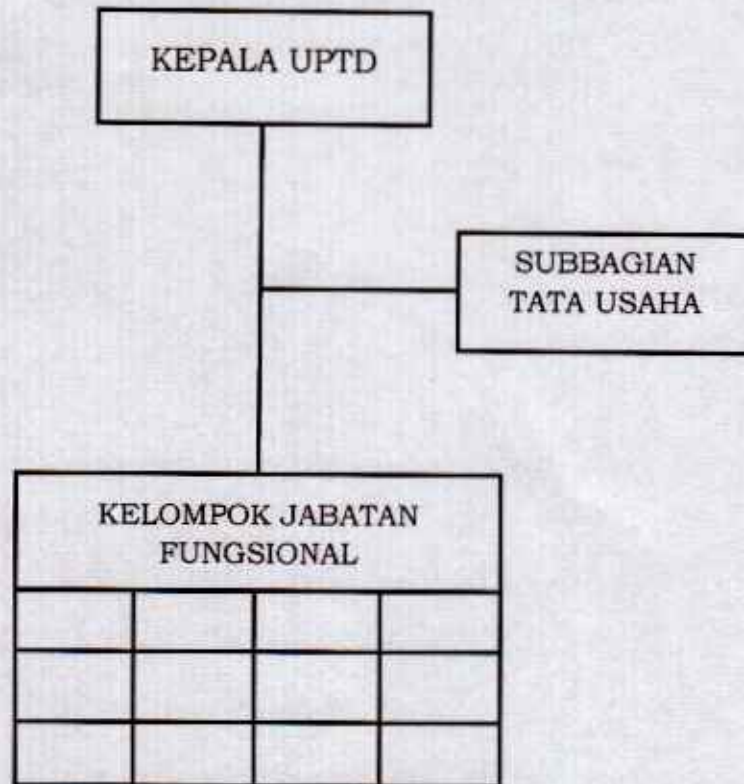 KEPALA UPTD
SUBBAGIAN
TATA USAHA
KELOMPOK JABATAN
FUNGSIONAL